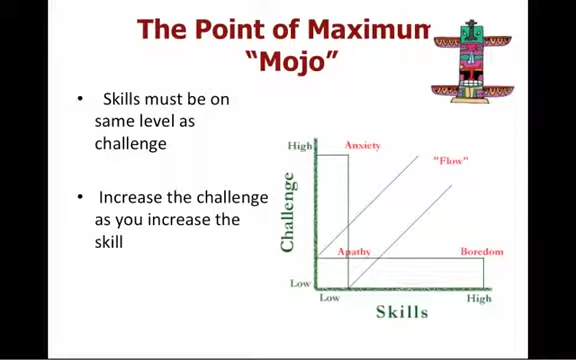 The Point of Maximum
“Mojo”
• Skills must be on
same level as
challenge
• Increase the challenge
as you increase the
skill
High
Anxiety
"Flow"
Challenge
Apathy
Boredom
Low
Low
High
Skills